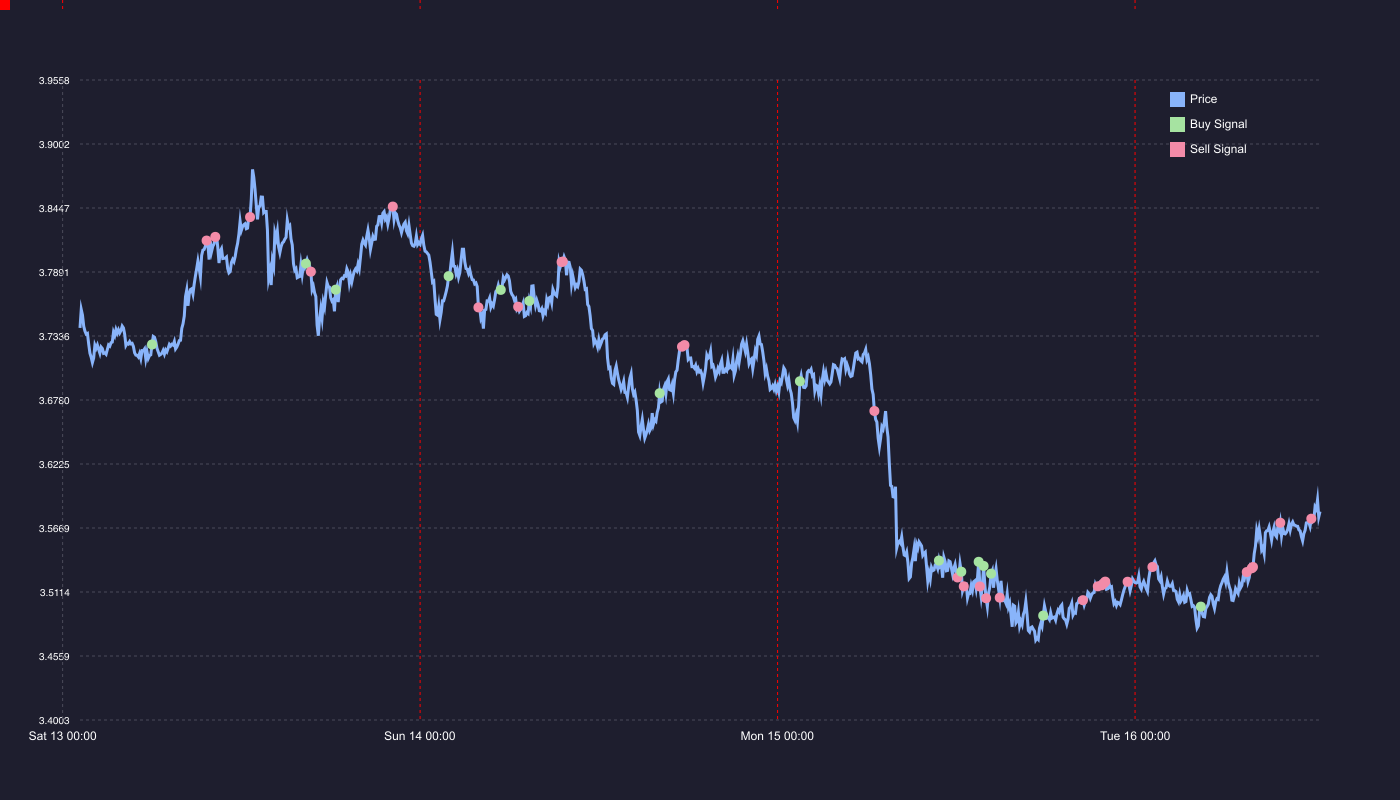 3.9558
Price
Buy Signal
3.9002
Sell Signal
3.8447
3.7891
3.7336
3.6780
3.6225
3.5669
3.5114
3.4559
3.4003
Sat 13 00:00
Sun 14 00:00
Mon 15 00:00
Tue 16 00:00